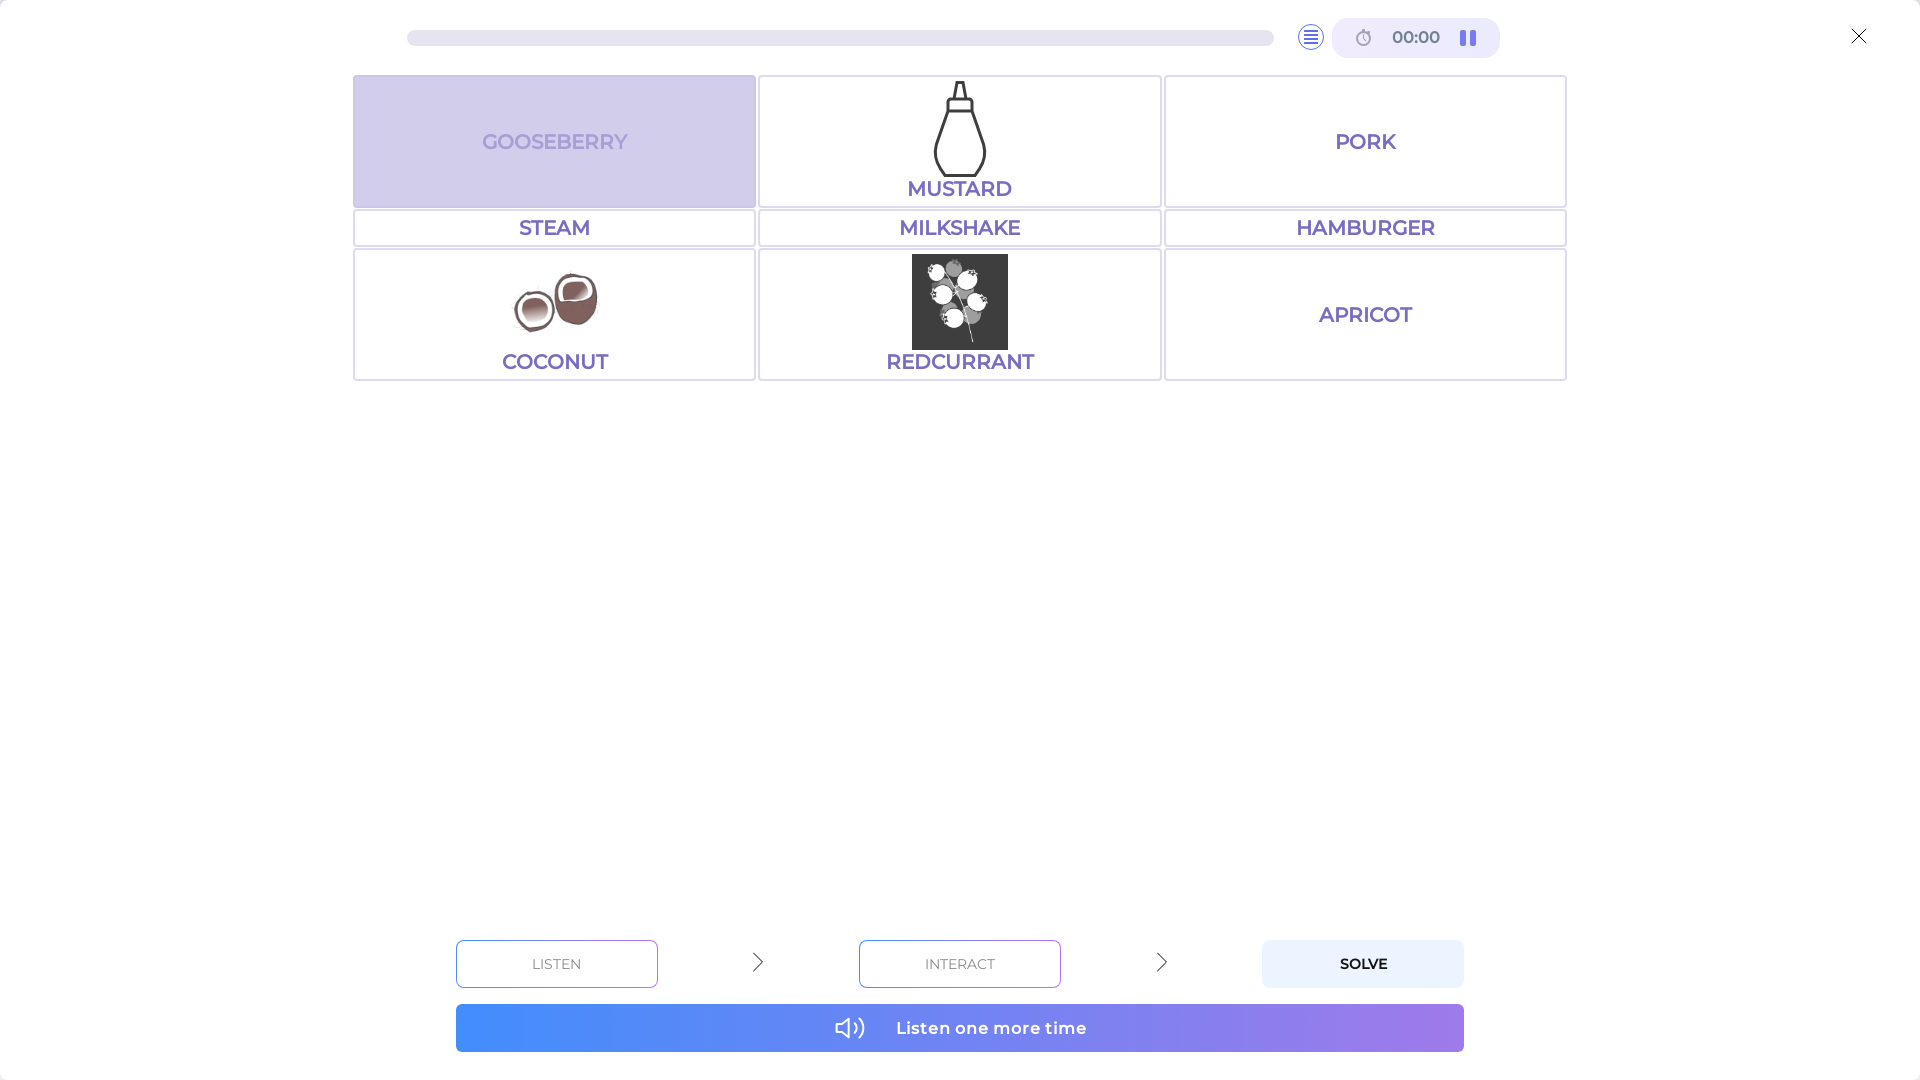 00:00
GOOSEBERRY
MUSTARD
PORK
STEAM
MILKSHAKE
HAMBURGER
COCONUT
REDCURRANT
APRICOT
LISTEN
INTERACT
SOLVE
Listen one more time